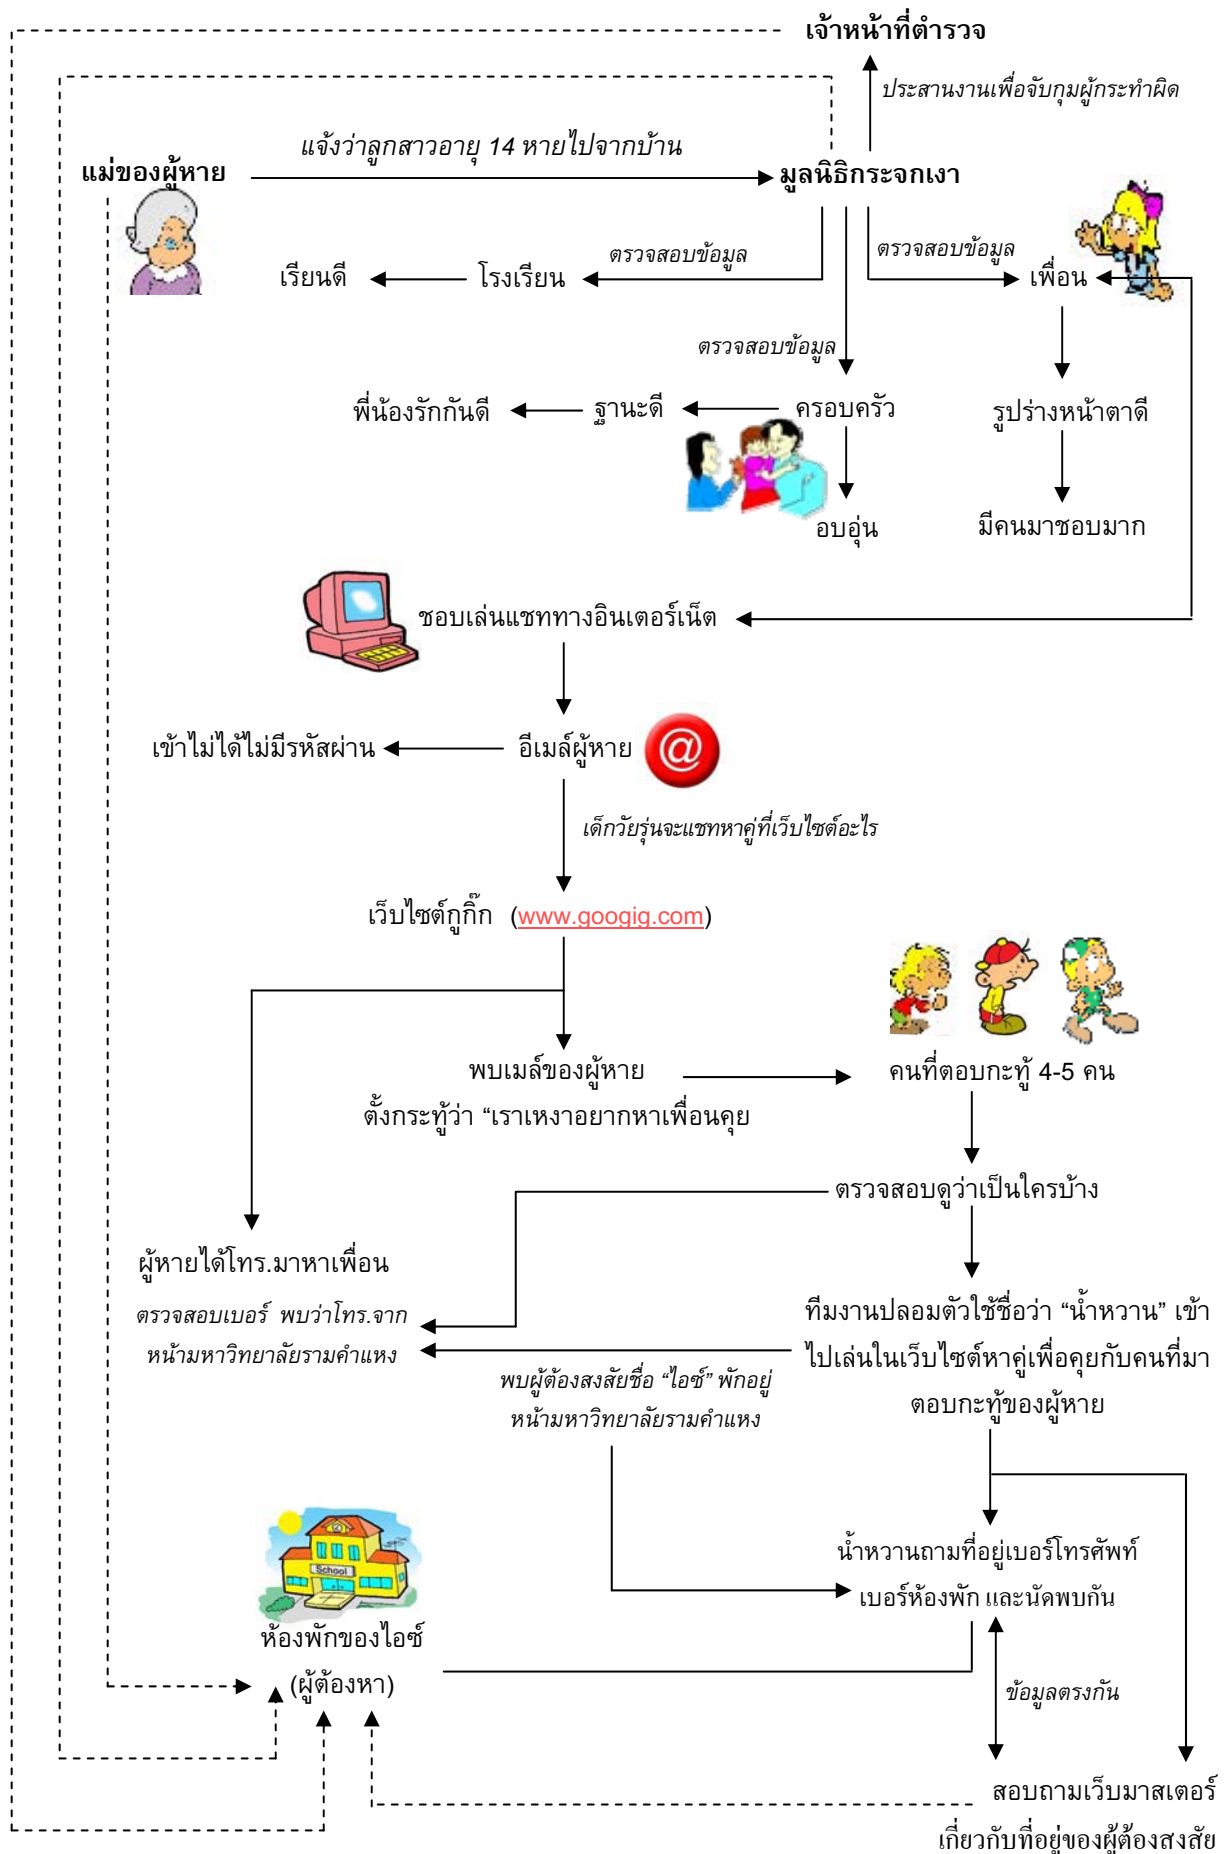 เจ้าหน้าที่ตำรวจ
ประสานงานเพื่อจับกุมผู้กระทำผิด
แจ้งว่าลูกสาวอายุ 14 หายไปจากบ้าน
แม่ของผู้หาย
มูลนิธิกระจกเงา
ตรวจสอบข้อมูล
ตรวจสอบข้อมูล
เรียนดี
โรงเรียน
เพื่อน
ตรวจสอบข้อมูล
พี่น้องรักกันดี
ฐานะดี
ครอบครัว
รูปร่างหน้าตาดี
อบอุ่น
มีคนมาชอบมาก
ชอบเล่นแชททางอินเตอร์เน็ต
เข้าไม่ได้ไม่มีรหัสผ่าน
อีเมล์ผู้หาย
@
เด็กวัยรุ่นจะแชทหาคู่ที่เว็บไซต์อะไร
เว็บไซต์กูกิ๊ก (www.googig.com)
พบเมล์ของผู้หาย
ตั้งกระทู้ว่า “เราเหงาอยากหาเพื่อนคุย
คนที่ตอบกะทู้ 4-5 คน
ตรวจสอบดูว่าเป็นใครบ้าง
ผู้หายได้โทร.มาหาเพื่อน
ตรวจสอบเบอร์ พบว่าโทร.จาก
หน้ามหาวิทยาลัยรามคำแหง
ทีมงานปลอมตัวใช้ชื่อว่า “น้ำหวาน” เข้า
ไปเล่นในเว็บไซต์หาคู่เพื่อคุยกับคนที่มา
ตอบกะทู้ของผู้หาย
พบผู้ต้องสงสัยชื่อ “ไอซ์” พักอยู่
หน้ามหาวิทยาลัยรามคำแหง
น้ำหวานถามที่อยู่เบอร์โทรศัพท์
เบอร์ห้องพัก และนัดพบกัน
School
ห้องพักของไอซ์
(ผู้ต้องหา)
ข้อมูลตรงกัน
สอบถามเว็บมาสเตอร์
เกี่ยวกับที่อยู่ของผู้ต้องสงสัย